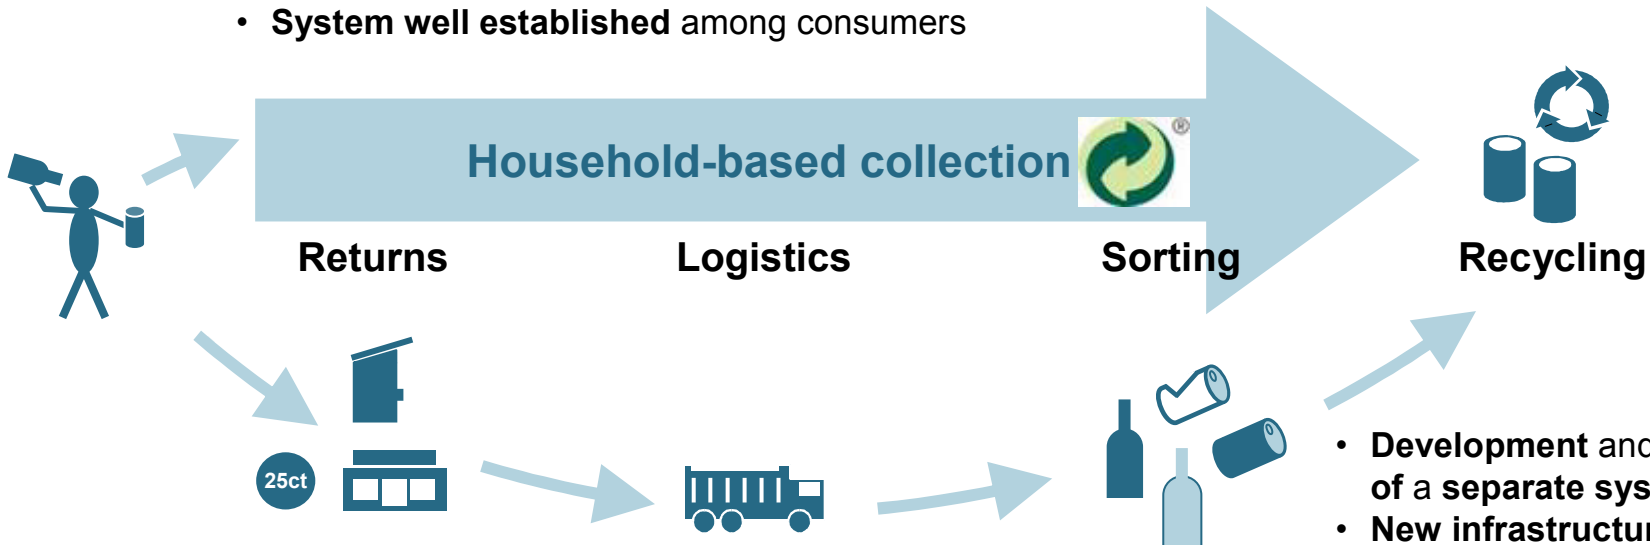 • System well established among consumers
Household-based collection
®
Returns Logistics Sorting Recycling
25ct
• Development and
of a separate sys
• New infrastructur